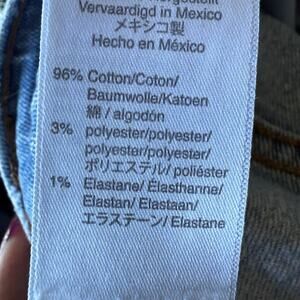 Vervaardigd in Mexico
メキシコ製
Hecho en México
96% Cotton/Coton/
Baumwolle/Katoen
綿 / algodón
3% polyester/polyester/
polyester/polyester/
ポリエステル/ poliéster
1% Elastane/ Élasthanne/
Elastan/ Elastaan/
エラステーン/ Elastane